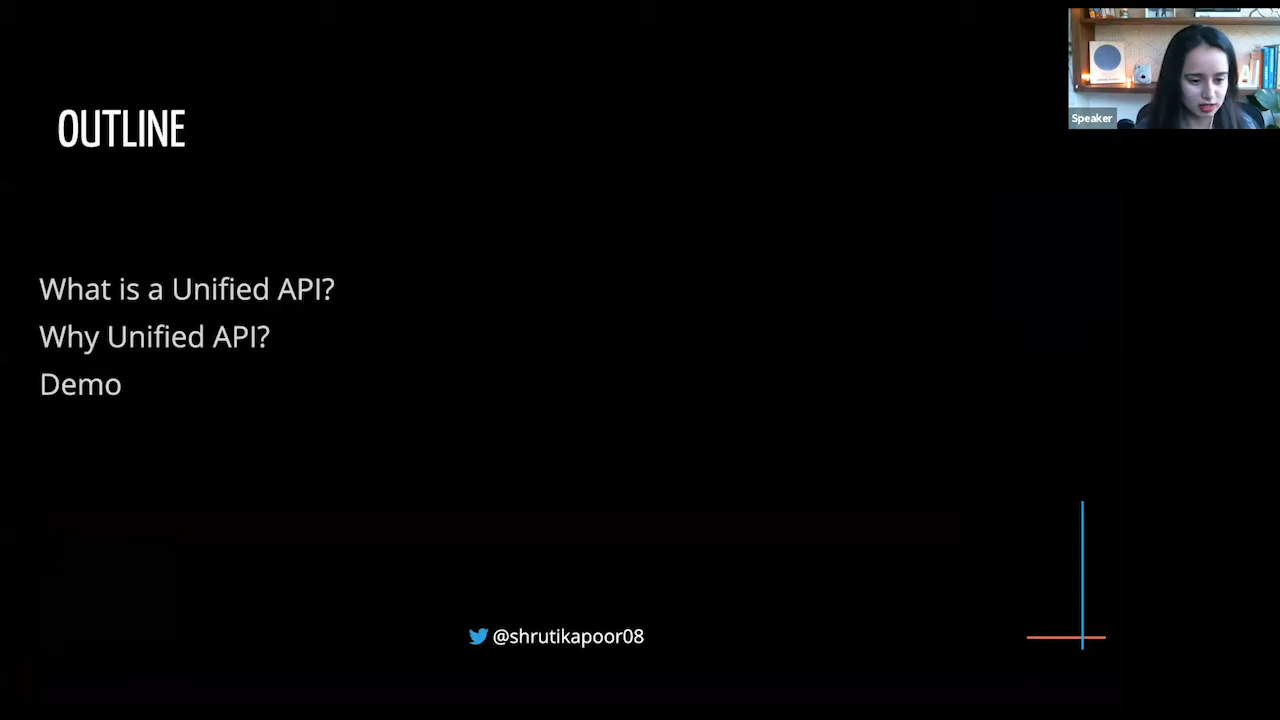 OUTLINE
Speaker
What is a Unified API?
Why Unified API?
Demo
@shrutikapoor08